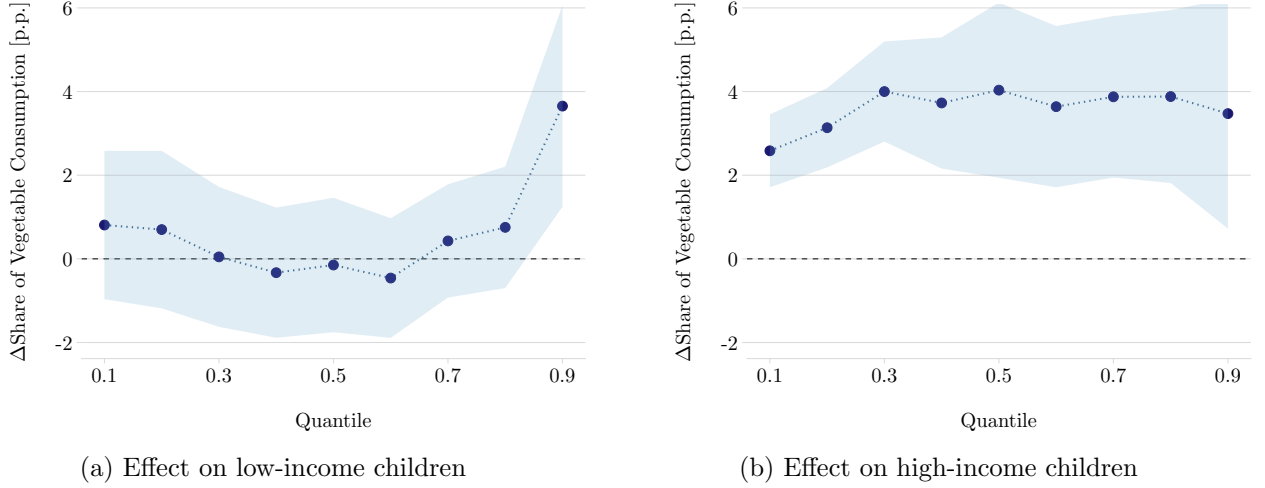 ΔShare of Vegetable Consumption [p.p.]
6
4
2
0
-2
0.1 0.3 0.5 0.7 0.9
Quantile
(a) Effect on low-income children
ΔShare of Vegetable Consumption [p.p.]
6
4
2
0
-2
0.1 0.3 0.5 0.7 0.9
Quantile
(b) Effect on high-income children